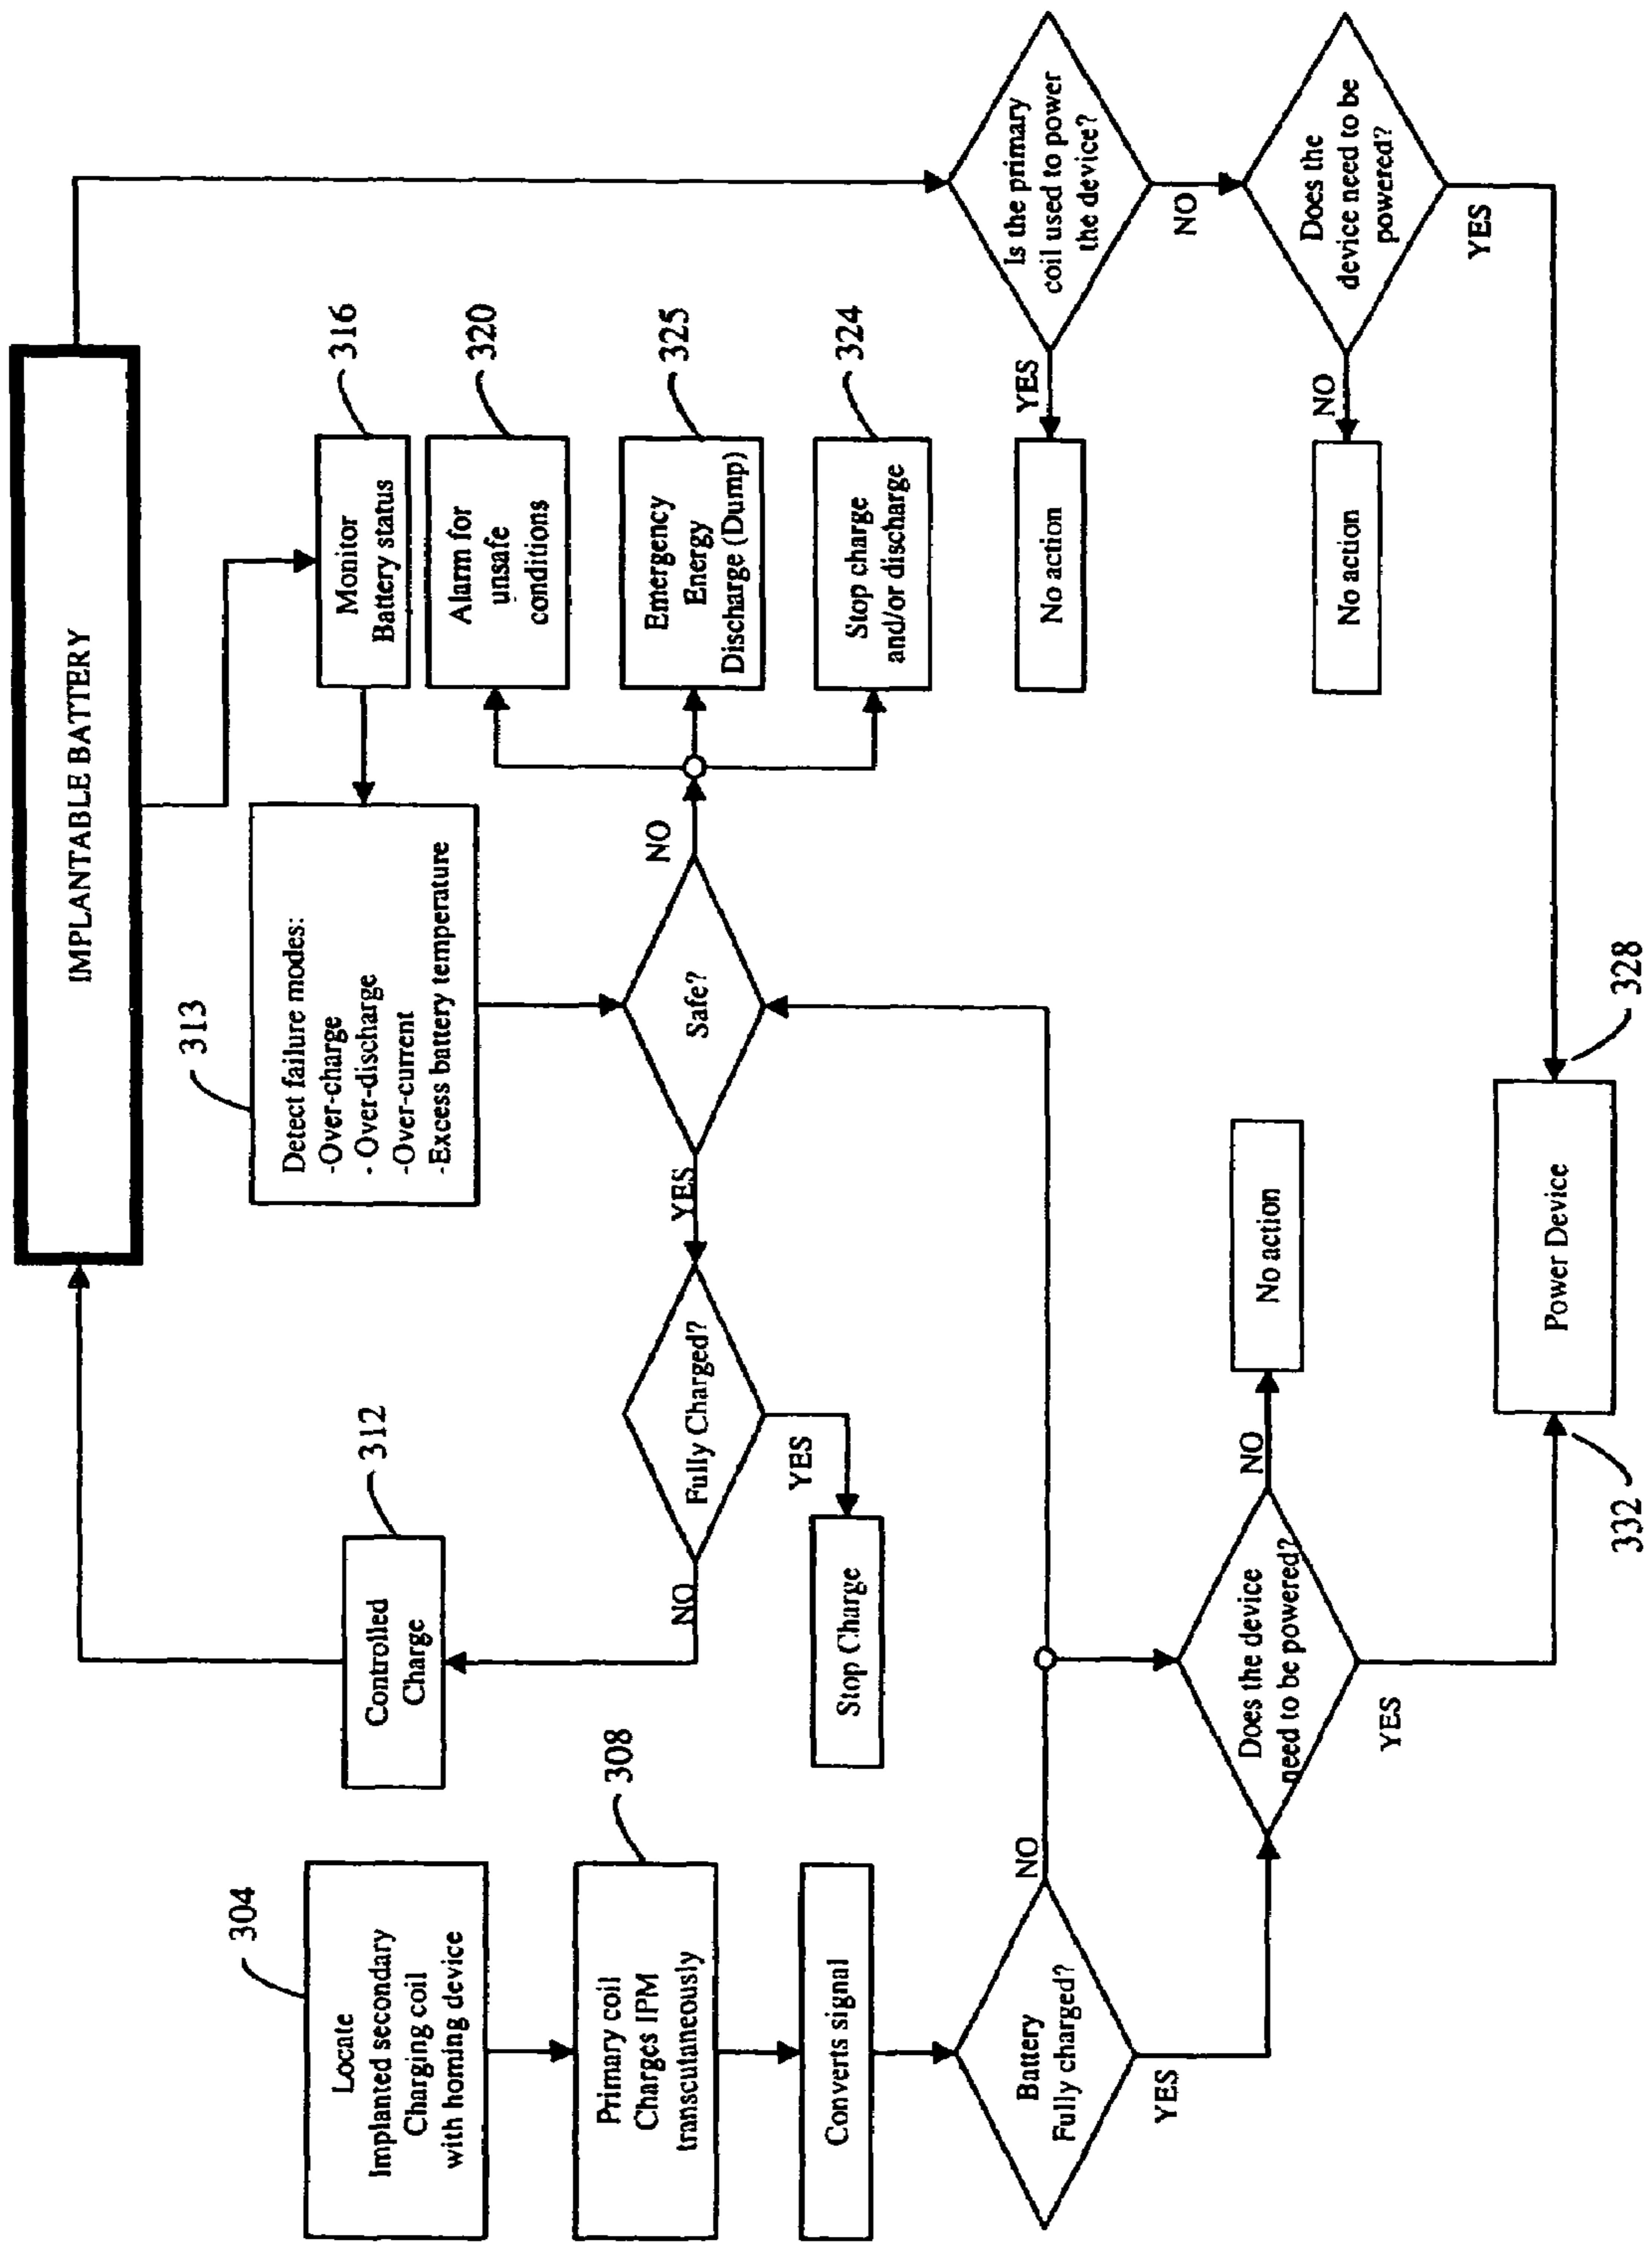 IMPLANTABLE BATTERY
304
Locate
Implanted secondary
Charging coil
with homing device
308
Primary coil
Charges IPM
transcutaneously
Converts signal
Battery
Fully charged?
NO
YES
312
Controlled
Charge
NO
Fully Charged?
YES
Stop Charge
313
Detect failure modes:
-Over-charge
- Over-discharge
-Over-current
-Excess battery temperature
YES
Safe?
NO
316
Monitor
Battery status
320
Alarm for
unsafe
conditions
325
Emergency
Energy
Discharge (Dump)
324
Stop charge
and/or discharge
Is the primary
coil used to power
the device?
YES
No action
NO
Does the
device need to be
powered?
NO
No action
YES
Does the device
need to be powered?
NO
No action
YES
332
Power Device
328